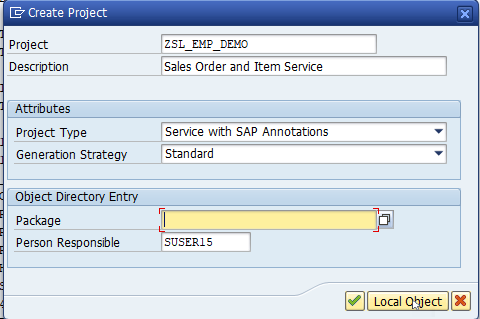 Create Project
Project ZSL_EMP_DEMO
Description Sales Order and Item Service
Attributes
Project Type Service with SAP Annotations
Generation Strategy Standard
Object Directory Entry
Package
Person Responsible SUSER15
Local Object